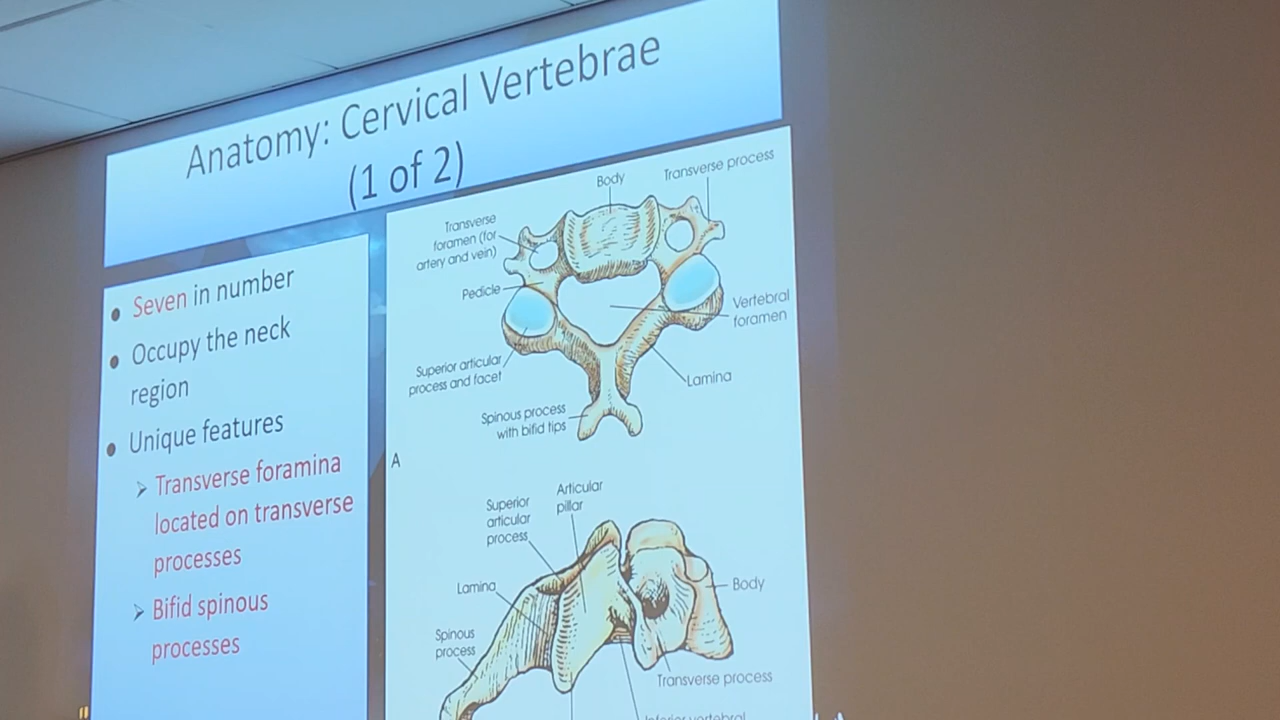 Anatomy: Cervical Vertebrae
(1 of 2)
• Seven in number
• Occupy the neck
region
• Unique features
➢ Transverse foramina
located on transverse
processes
➢ Bifid spinous
processes
Body
Transverse process
Transverse
foramen (for
artery and vein)
Pedicle
Vertebral
foramen
Superior articular
process and facet
Lamina
Spinous process
with bifid tips
A
Articular
pillar
Superior
articular
process
Lamina
Body
Spinous
process
Transverse process
Inferior vertebral